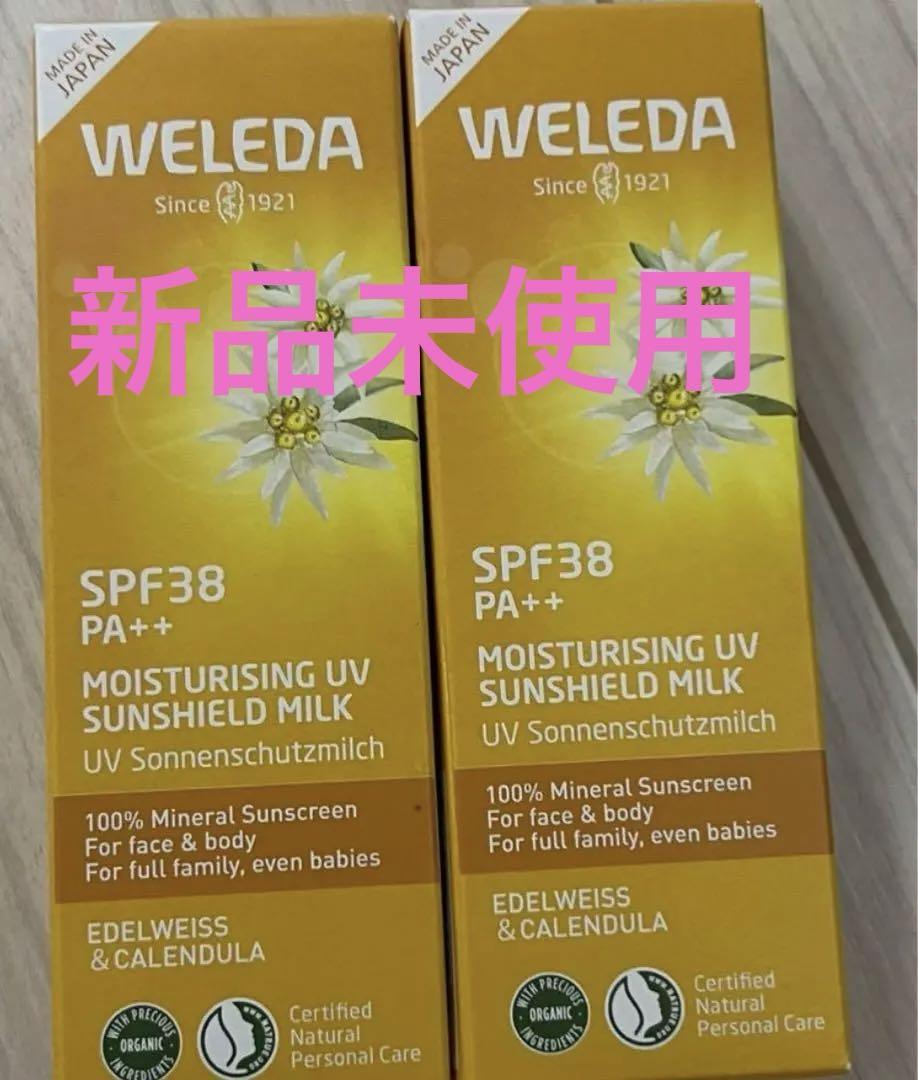 MADE IN
JAPAN
WELEDA
Since 1921
新品未使用
SPF38
PA++
MOISTURISING UV
SUNSHIELD MILK
UV Sonnenschutzmilch
100% Mineral Sunscreen
For face & body
For full family, even babies
EDELWEISS
& CALENDULA
WITH PRECIOUS
ORGANIC
INGREDIENTS
Certified
Natural
Personal Care
MADE IN
JAPAN
WELEDA
Since 1921
SPF38
PA++
MOISTURISING UV
SUNSHIELD MILK
UV Sonnenschutzmilch
100% Mineral Sunscreen
For face & body
For full family, even babies
EDELWEISS
& CALENDULA
WITH PRECIOUS
ORGANIC
INGREDIENTS
Certified
Natural
Personal Care